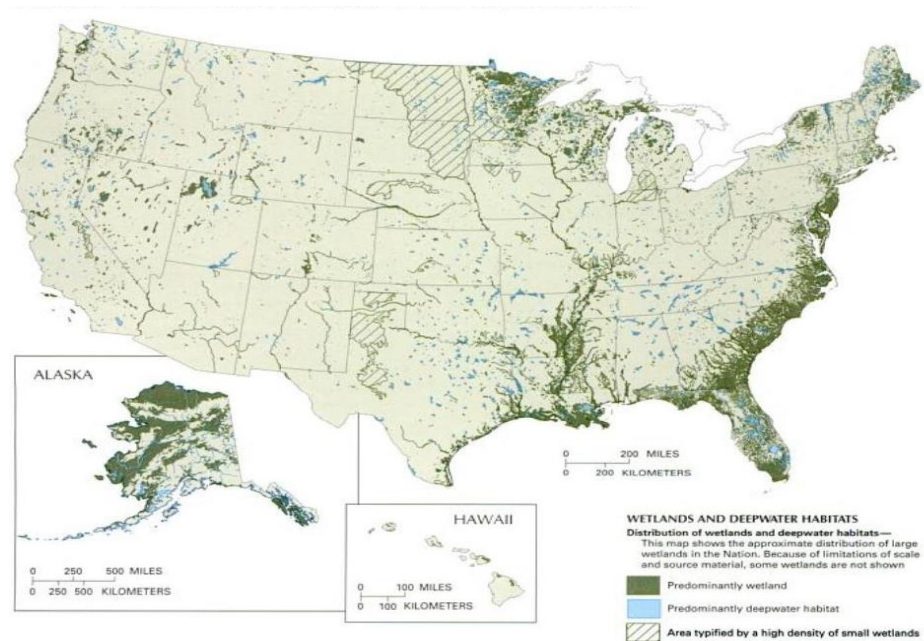 ALASKA
0 250 500 MILES
0 250 500 KILOMETERS
HAWAII
0 100 MILES
0 100 KILOMETERS
0 200 MILES
0 200 KILOMETERS
WETLANDS AND DEEPWATER HABITATS
Distribution of wetlands and deepwater habitats—
This map shows the approximate distribution of large
wetlands in the Nation. Because of limitations of scale
and source material, some wetlands are not shown
Predominantly wetland
Predominantly deepwater habitat
Area typified by a high density of small wetlands